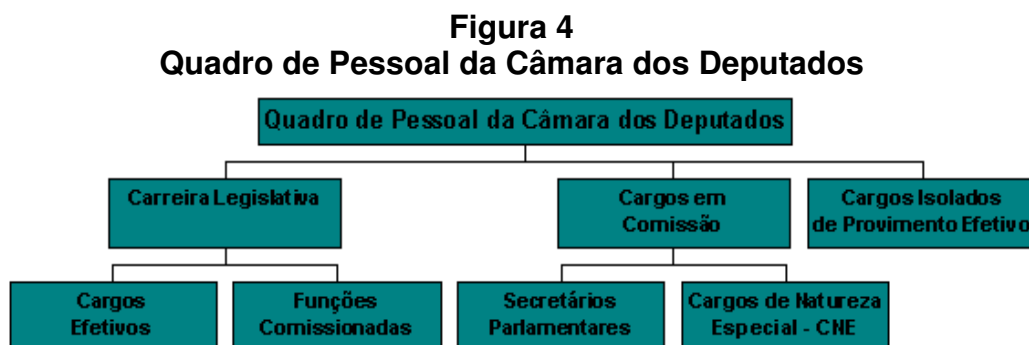 Figura 4
Quadro de Pessoal da Câmara dos Deputados
Quadro de Pessoal da Câmara dos Deputados
Carreira Legislativa
Cargos em
Comissão
Cargos Isolados
de Provimento Efetivo
Cargos
Efetivos
Funções
Comissionadas
Secretários
Parlamentares
Cargos de Natureza
Especial - CNE